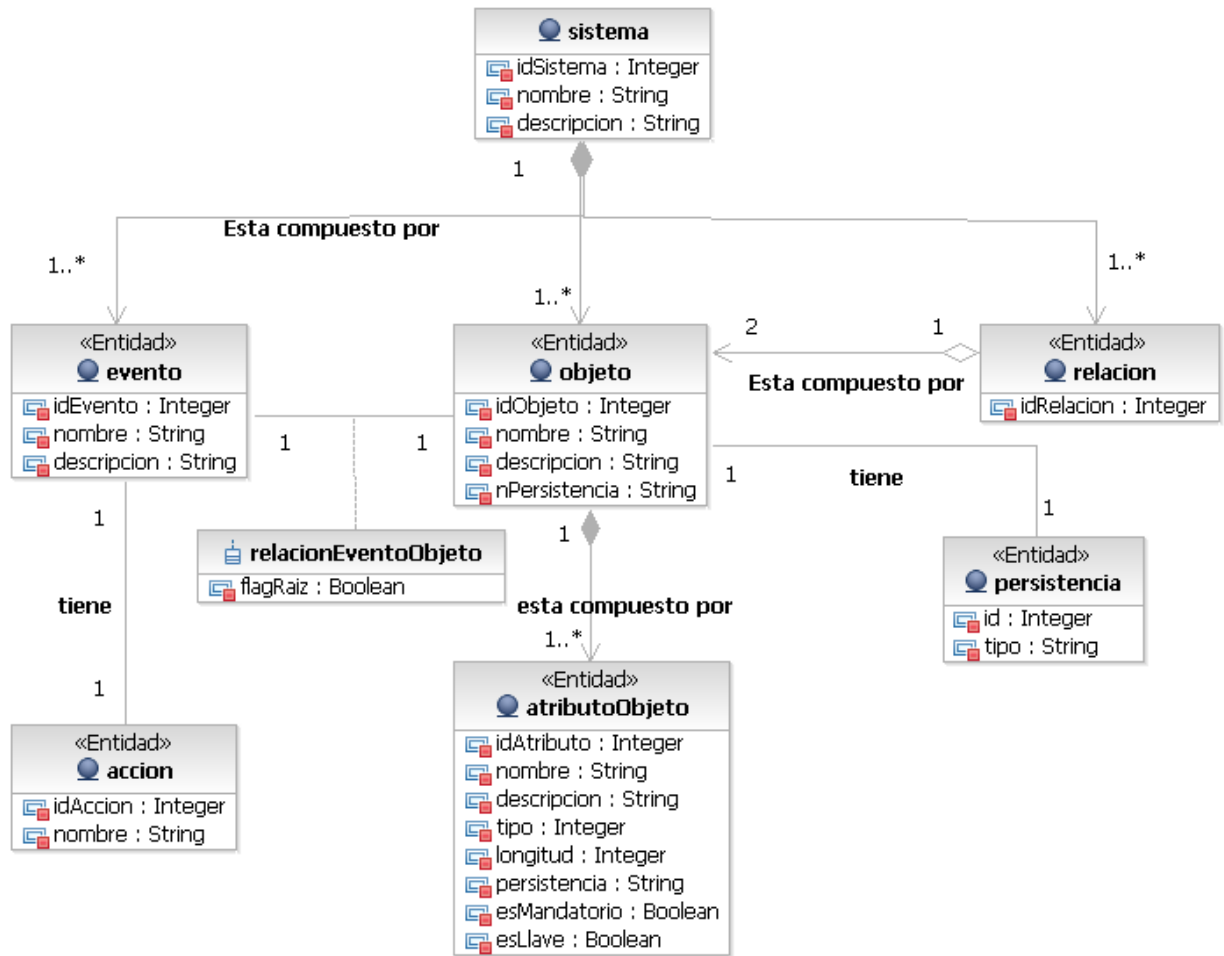 sistema
idSistema : Integer
nombre : String
descripcion : String
1
Esta compuesto por
1..*
1..*
1..*
«Entidad»
evento
idEvento : Integer
nombre : String
descripcion : String
«Entidad»
objeto
idObjeto : Integer
nombre : String
descripcion : String
nPersistencia : String
2
1
Esta compuesto por
«Entidad»
relacion
idRelacion : Integer
1
1
1
tiene
1
relacionEventoObjeto
flagRaiz : Boolean
1
tiene
1
1
esta compuesto por
1..*
«Entidad»
persistencia
id : Integer
tipo : String
«Entidad»
accion
idAccion : Integer
nombre : String
«Entidad»
atributoObjeto
idAtributo : Integer
nombre : String
descripcion : String
tipo : Integer
longitud : Integer
persistencia : String
esMandatorio : Boolean
esLlave : Boolean